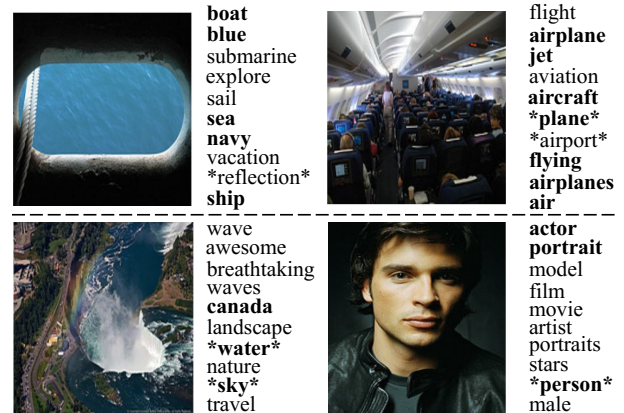 boat
blue
submarine
explore
sail
sea
navy
vacation
*reflection*
ship
flight
airplane
jet
aviation
aircraft
*plane*
*airport*
flying
airplanes
air
wave
awesome
breathtaking
waves
canada
landscape
*water*
nature
*sky*
travel
actor
portrait
model
film
movie
artist
portraits
stars
*person*
male